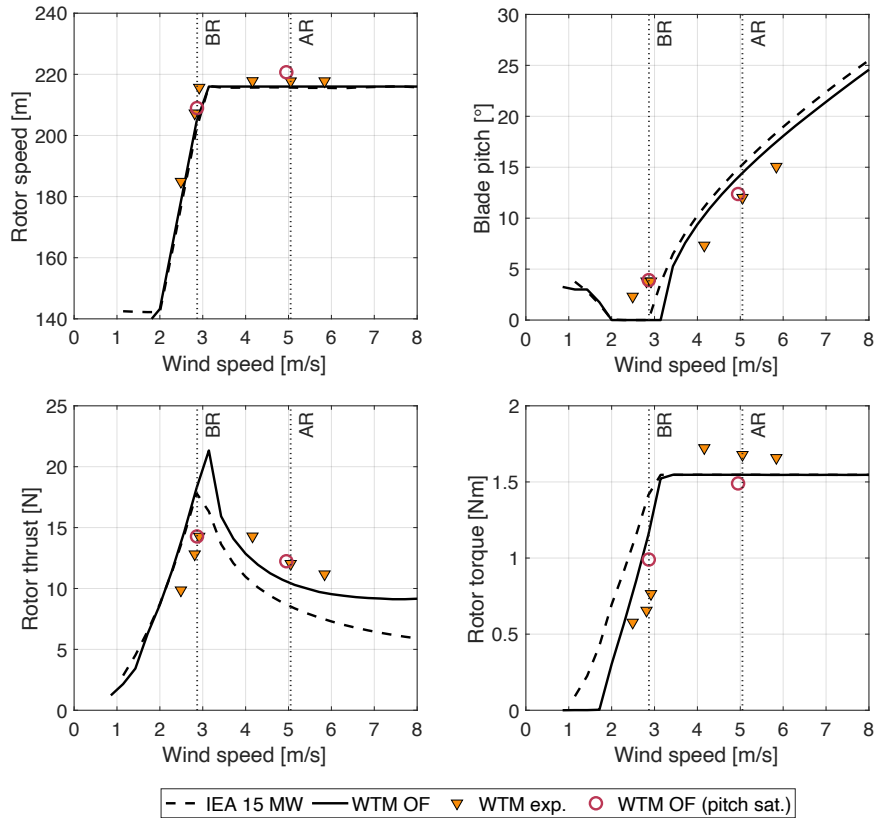 BR
AR
240
220
200
180
160
140
Rotor speed [m]
0 1 2 3 4 5 6 7 8
Wind speed [m/s]
BR
AR
30
25
20
15
10
5
0
Blade pitch [°]
0 1 2 3 4 5 6 7 8
Wind speed [m/s]
BR
AR
25
20
15
10
5
0
Rotor thrust [N]
0 1 2 3 4 5 6 7 8
Wind speed [m/s]
BR
AR
2
1.5
1
0.5
0
Rotor torque [Nm]
0 1 2 3 4 5 6 7 8
Wind speed [m/s]
IEA 15 MW WTM OF WTM exp. WTM OF (pitch sat.)